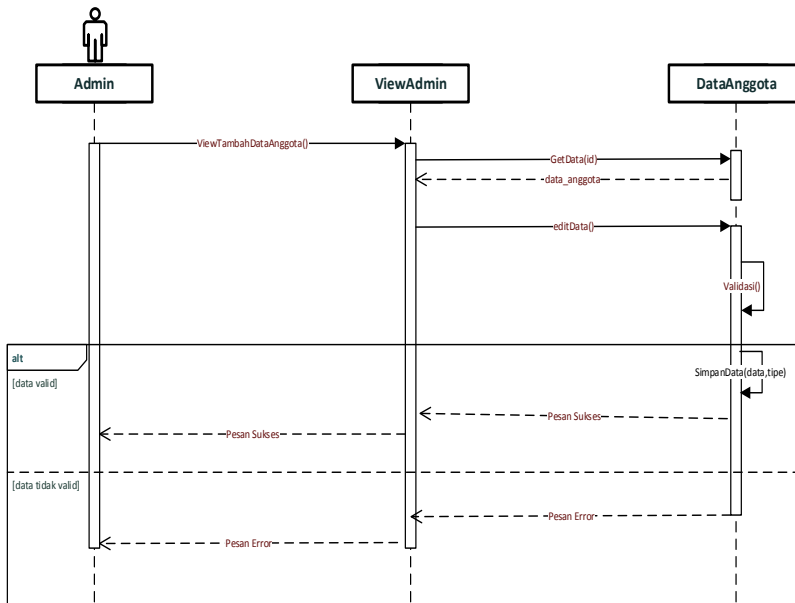 Admin
ViewAdmin
DataAnggota
ViewTambahDataAnggota()
GetData(id)
data_anggota
editData()
Validasi()
alt
[data valid]
SimpanData(data,tipe)
Pesan Sukses
Pesan Sukses
[data tidak valid]
Pesan Error
Pesan Error